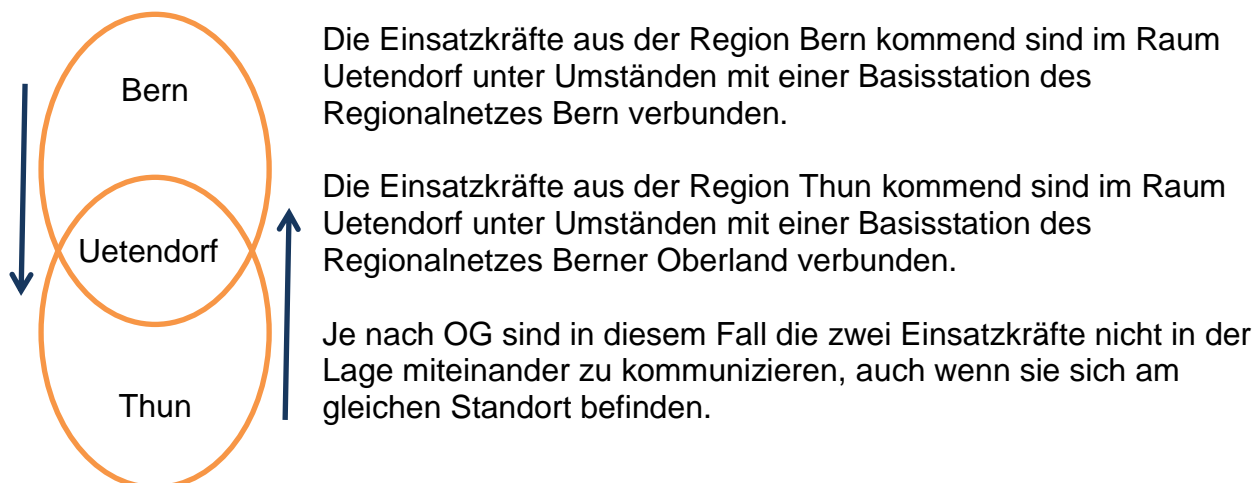 Bern
Uetendorf
Thun
Die Einsatzkräfte aus der Region Bern kommend sind im Raum
Uetendorf unter Umständen mit einer Basisstation des
Regionalnetzes Bern verbunden.
Die Einsatzkräfte aus der Region Thun kommend sind im Raum
Uetendorf unter Umständen mit einer Basisstation des
Regionalnetzes Berner Oberland verbunden.
Je nach OG sind in diesem Fall die zwei Einsatzkräfte nicht in der
Lage miteinander zu kommunizieren, auch wenn sie sich am
gleichen Standort befinden.